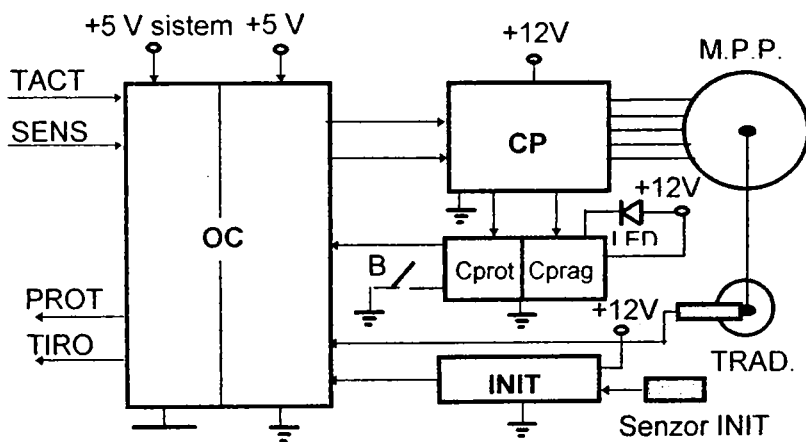 +5 V sistem
+5 V
+12V
M.P.P.
TACT
SENS
CP
+12V
OC
LED
B
Cprot
Cprag
PROT
+12V
TIRO
TRAD.
INIT
Senzor INIT